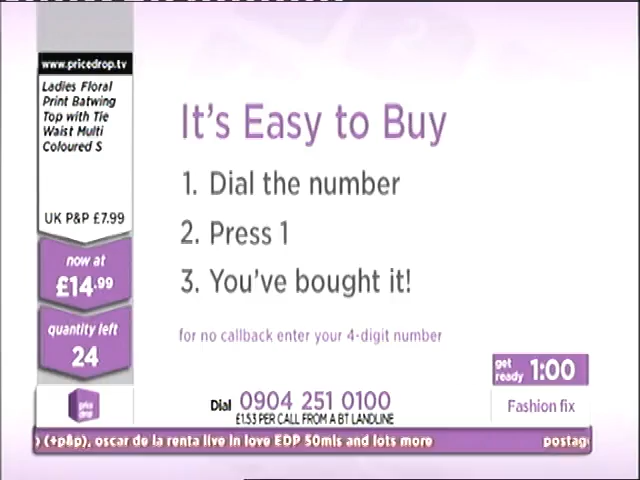 www.pricedrop.tv
Ladies Floral
Print Batwing
Top with Tie
Waist Multi
Coloured S
UK P&P £7.99
now at
£14.99
quantity left
24
It's Easy to Buy
1. Dial the number
2. Press 1
3. You've bought it!
for no callback enter your 4-digit number
get ready 1:00
price drop
Dial 0904 251 0100
£1.53 PER CALL FROM A BT LANDLINE
Fashion fix
(+p&p), oscar de la renta live in love EDP 50mls and lots more
postag